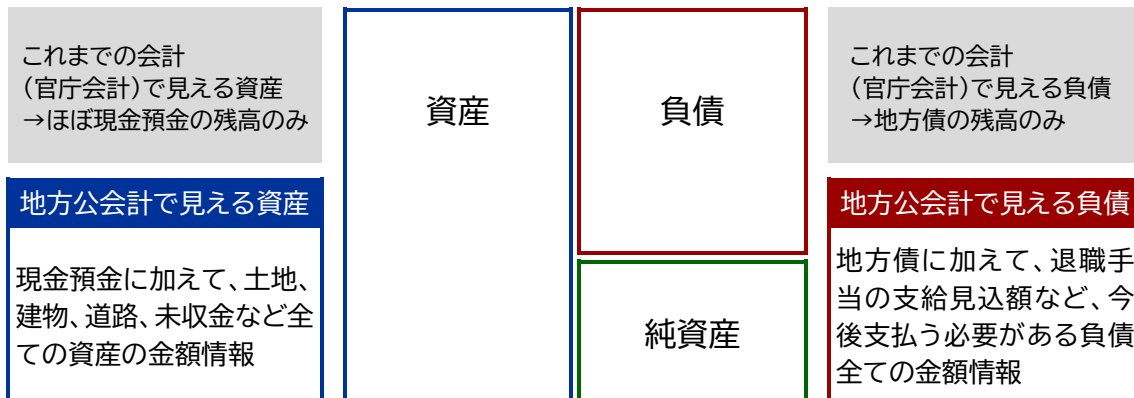 これまでの会計
（官庁会計）で見える資産
→ほぼ現金預金の残高のみ
地方公会計で見える資産
現金預金に加えて、土地、
建物、道路、未収金など全
ての資産の金額情報
資産
負債
純資産
これまでの会計
（官庁会計）で見える負債
→地方債の残高のみ
地方公会計で見える負債
地方債に加えて、退職手
当の支給見込額など、今
後支払う必要がある負債
全ての金額情報